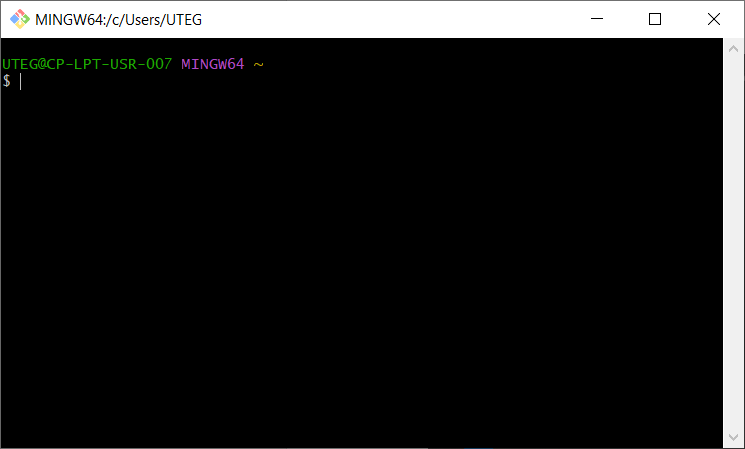 MINGW64:/c/Users/UTEG
UTEG@CP-LPT-USR-007 MINGW64 ~
$